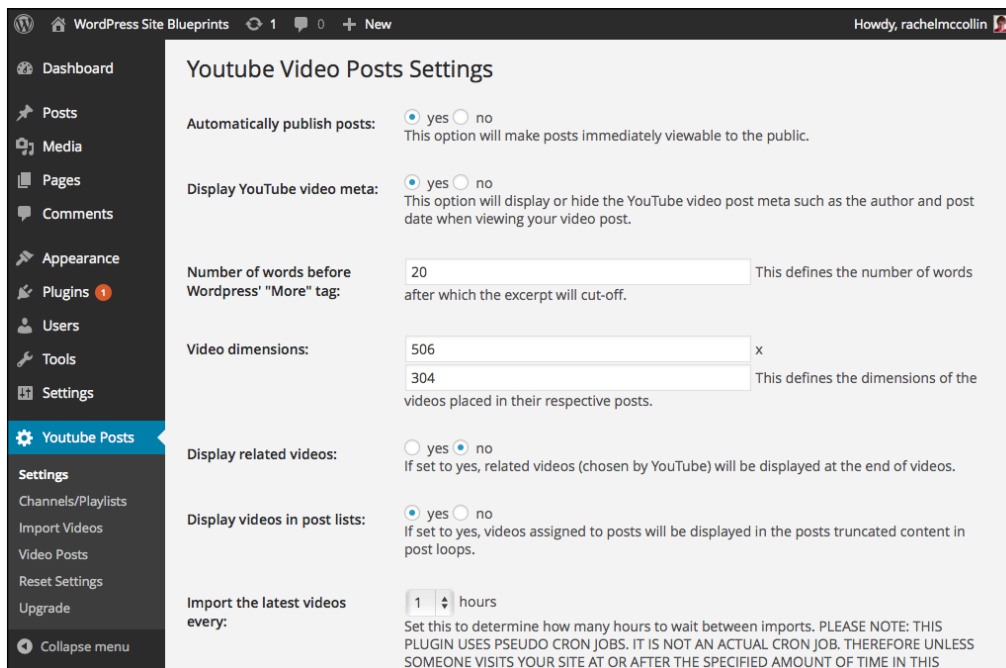 WordPress Site Blueprints 1 0 + New Howdy, rachelmccollin
Dashboard
Posts
Media
Pages
Comments
Appearance
Plugins 1
Users
Tools
Settings
Youtube Posts
Settings
Channels/Playlists
Import Videos
Video Posts
Reset Settings
Upgrade
Collapse menu
Youtube Video Posts Settings
Automatically publish posts:
yes no
This option will make posts immediately viewable to the public.
Display YouTube video meta:
yes no
This option will display or hide the YouTube video post meta such as the author and post
date when viewing your video post.
Number of words before
Wordpress' "More" tag:
20 This defines the number of words
after which the excerpt will cut-off.
Video dimensions:
506 x
304 This defines the dimensions of the
videos placed in their respective posts.
Display related videos:
yes no
If set to yes, related videos (chosen by YouTube) will be displayed at the end of videos.
Display videos in post lists:
yes no
If set to yes, videos assigned to posts will be displayed in the posts truncated content in
post loops.
Import the latest videos
every:
1 hours
Set this to determine how many hours to wait between imports. PLEASE NOTE: THIS
PLUGIN USES PSEUDO CRON JOBS. IT IS NOT AN ACTUAL CRON JOB. THEREFORE UNLESS
SOMEONE VISITS YOUR SITE AT OR AFTER THE SPECIFIED AMOUNT OF TIME IN THIS